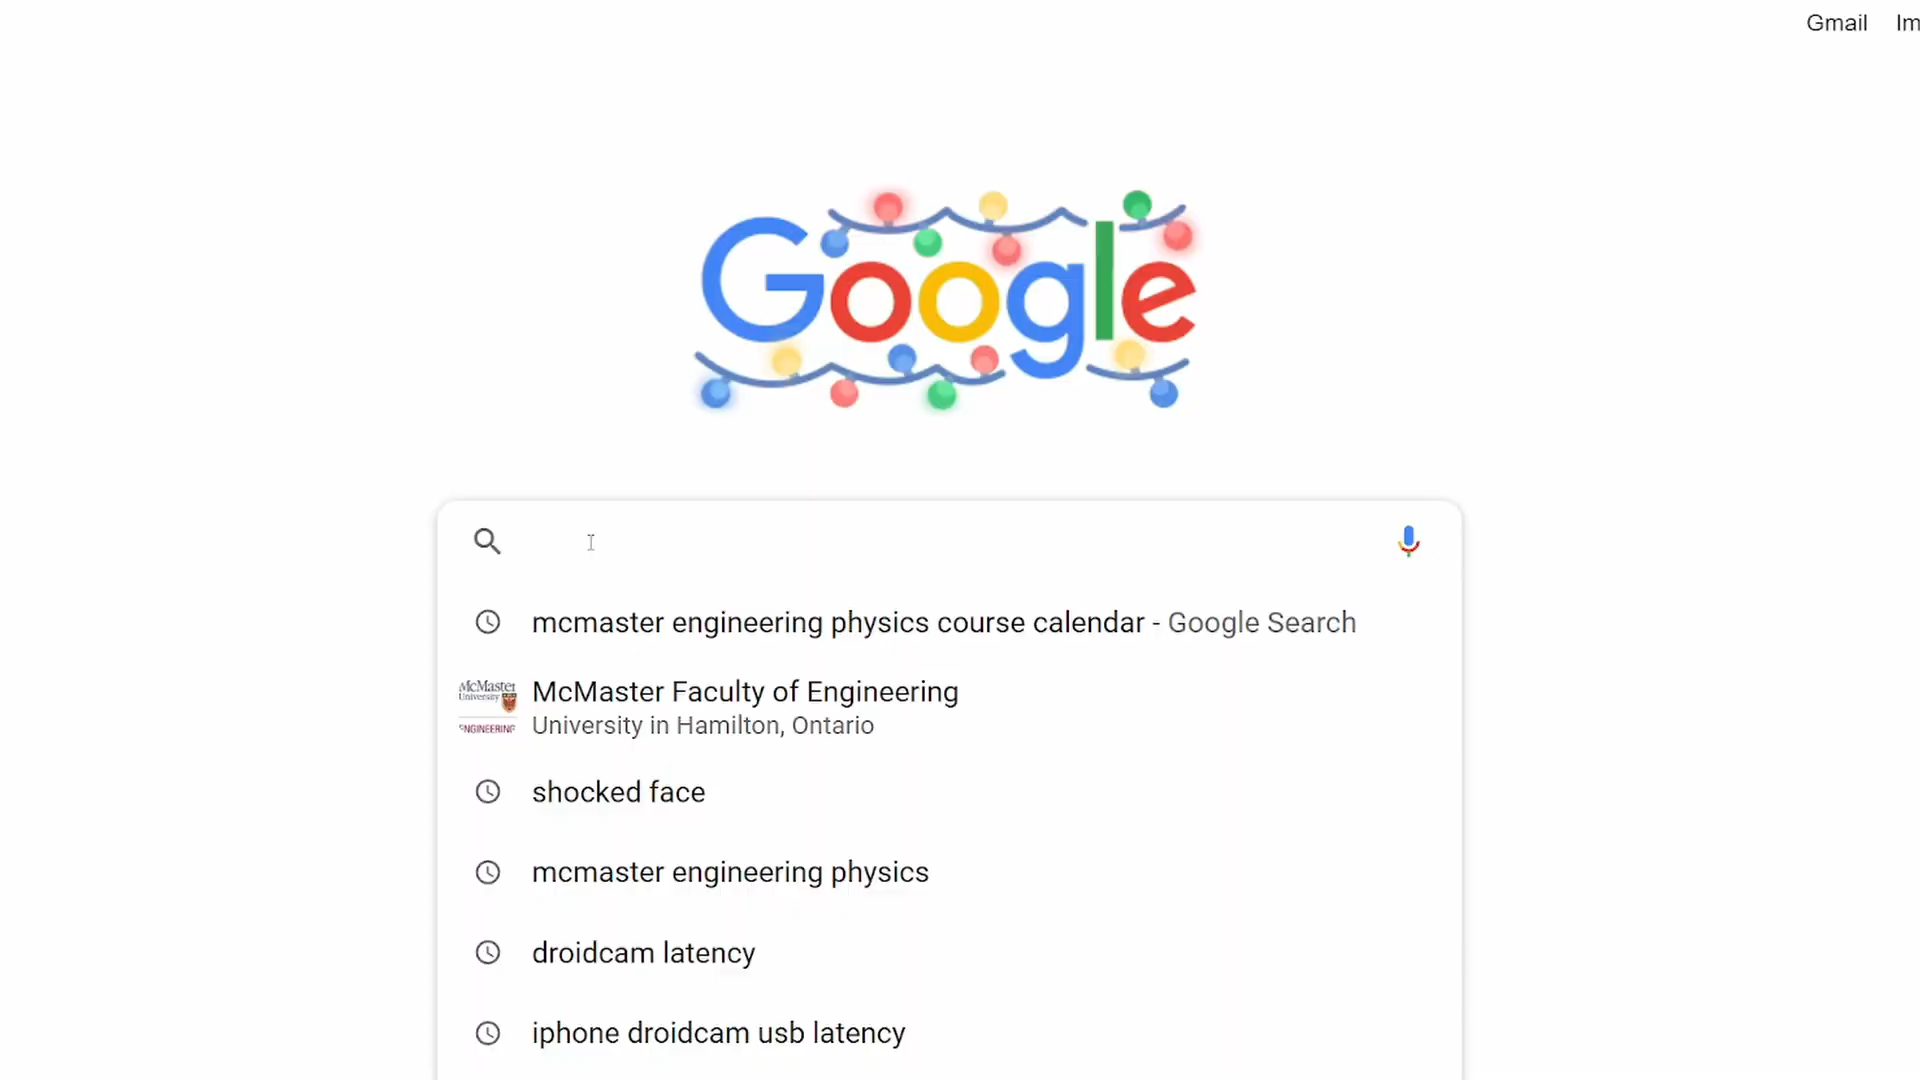 Gmail
Im
Google
mcmaster engineering physics course calendar - Google Search
McMaster
University
ENGINEERING
McMaster Faculty of Engineering
University in Hamilton, Ontario
shocked face
mcmaster engineering physics
droidcam latency
iphone droidcam usb latency